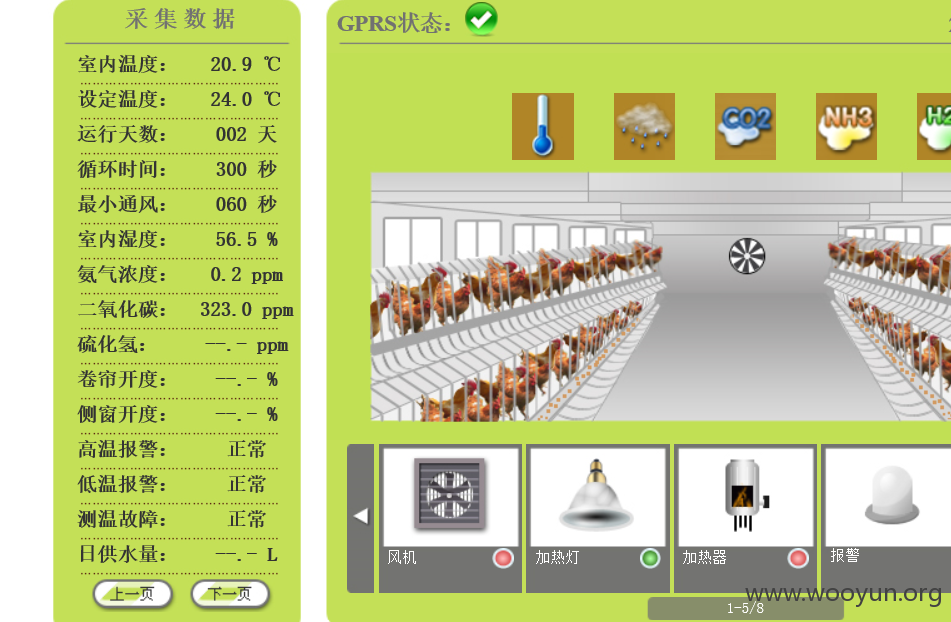 采集数据
室内温度： 20.9 ℃
设定温度： 24.0 ℃
运行天数： 002 天
循环时间： 300 秒
最小通风： 060 秒
室内湿度： 56.5 %
氨气浓度： 0.2 ppm
二氧化碳： 323.0 ppm
硫化氢： --.- ppm
卷帘开度： --.- %
侧窗开度： --.- %
高温报警： 正常
低温报警： 正常
测温故障： 正常
日供水量： --.- L
上一页 下一页
GPRS状态：
CO2 NH3 H2
风机 加热灯 加热器 报警
www.wooyun.org
1-5/8